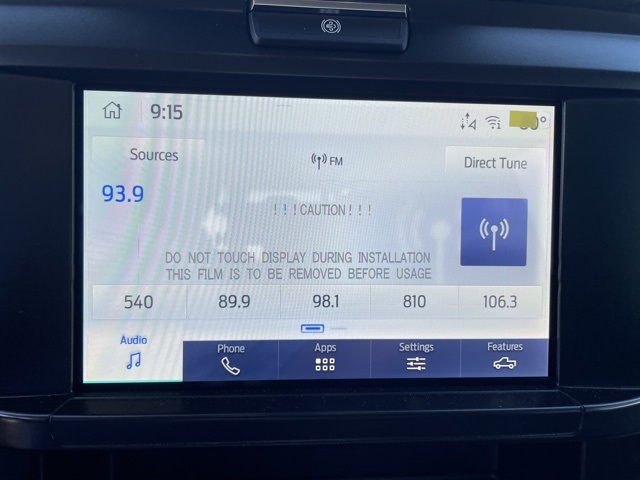 9:15
Sources
FM
Direct Tune
93.9
! ! ! CAUTION ! ! !
DO NOT TOUCH DISPLAY DURING INSTALLATION
THIS FILM IS TO BE REMOVED BEFORE USAGE
540 89.9 98.1 810 106.3
Audio Phone Apps Settings Features